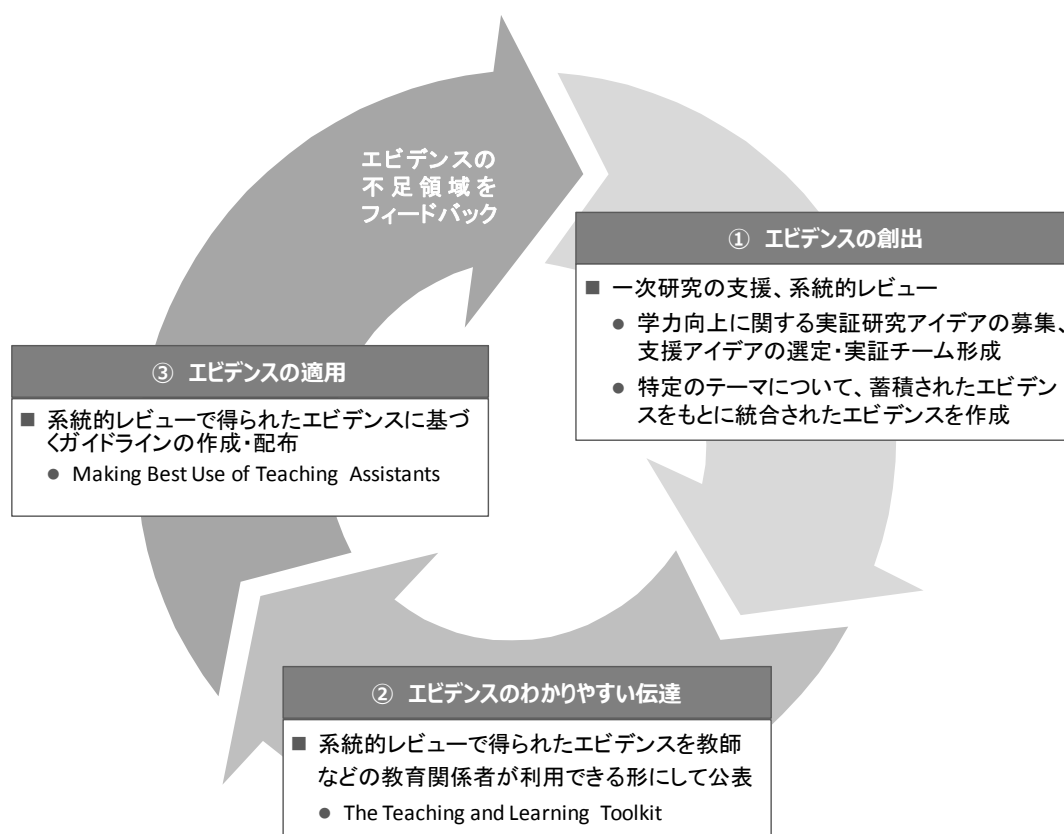 エビデンスの
不足領域を
フィードバック
① エビデンスの創出
■ 一次研究の支援、系統的レビュー
● 学力向上に関する実証研究アイデアの募集、
支援アイデアの選定・実証チーム形成
● 特定のテーマについて、蓄積されたエビデン
スをもとに統合されたエビデンスを作成
③ エビデンスの適用
■ 系統的レビューで得られたエビデンスに基づ
くガイドラインの作成・配布
● Making Best Use of Teaching Assistants
② エビデンスのわかりやすい伝達
■ 系統的レビューで得られたエビデンスを教師
などの教育関係者が利用できる形にして公表
● The Teaching and Learning Toolkit